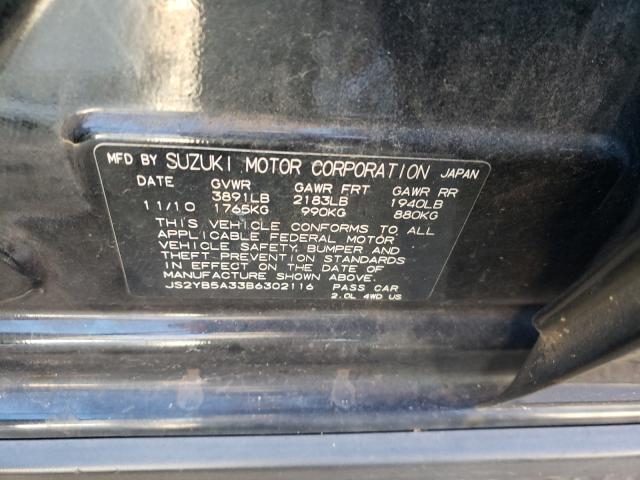 MFD BY SUZUKI MOTOR CORPORATION JAPAN
DATE GVWR GAWR FRT GAWR RR
3891LB 2183LB 1940LB
11/10 1765KG 990KG 880KG
THIS VEHICLE CONFORMS TO ALL
APPLICABLE FEDERAL MOTOR
VEHICLE SAFETY, BUMPER AND
THEFT PREVENTION STANDARDS
IN EFFECT ON THE DATE OF
MANUFACTURE SHOWN ABOVE.
JS2YB5A33B6302116 PASS CAR
2.0L 4WD US